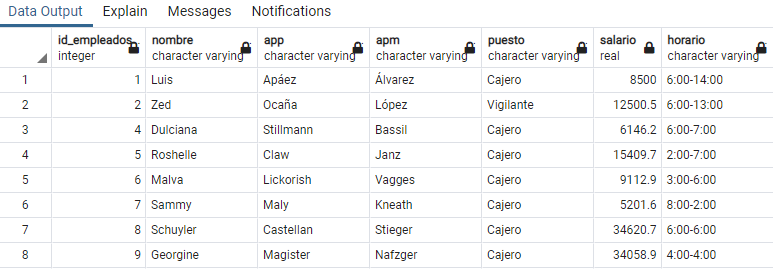 Data Output Explain Messages Notifications
id_empleados nombre app apm puesto salario horario
integer character varying character varying character varying character varying real character varying
1 1 Luis Apáez Álvarez Cajero 8500 6:00-14:00
2 2 Zed Ocaña López Vigilante 12500.5 6:00-13:00
3 4 Dulciana Stillmann Bassil Cajero 6146.2 6:00-7:00
4 5 Roshelle Claw Janz Cajero 15409.7 2:00-7:00
5 6 Malva Lickorish Vagges Cajero 9112.9 3:00-6:00
6 7 Sammy Maly Kneath Cajero 5201.6 8:00-2:00
7 8 Schuyler Castellan Stieger Cajero 34620.7 6:00-6:00
8 9 Georgine Magister Nafzger Cajero 34058.9 4:00-4:00